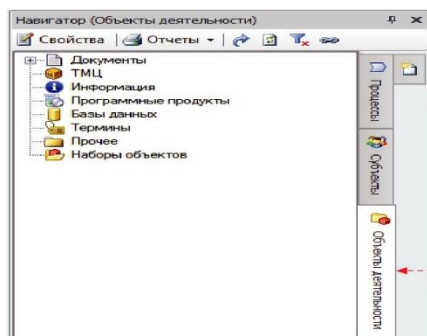 Навигатор (Объекты деятельности)
Свойства
Отчеты
Документы
ТМЦ
Информация
Программные продукты
Базы данных
Термины
Прочее
Наборы объектов
Процессы
Субъекты
Объекты деятельности